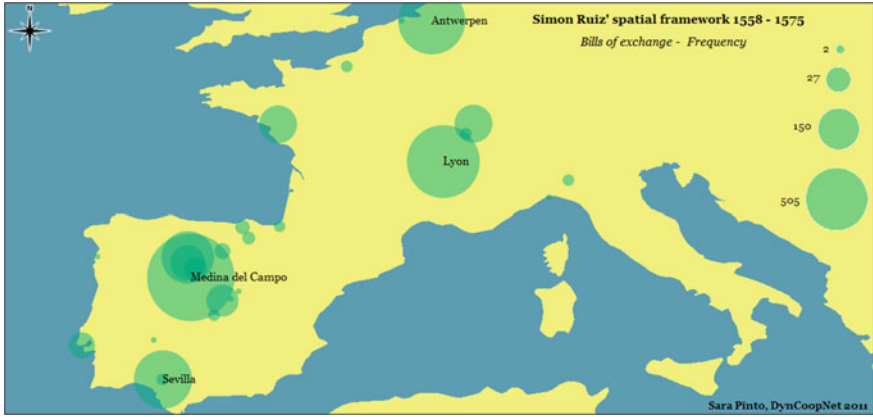 N
Antwerpen
Simon Ruiz' spatial framework 1558 - 1575
Bills of exchange - Frequency
2
27
150
505
Lyon
Medina del Campo
Sevilla
Sara Pinto, DynCoopNet 2011